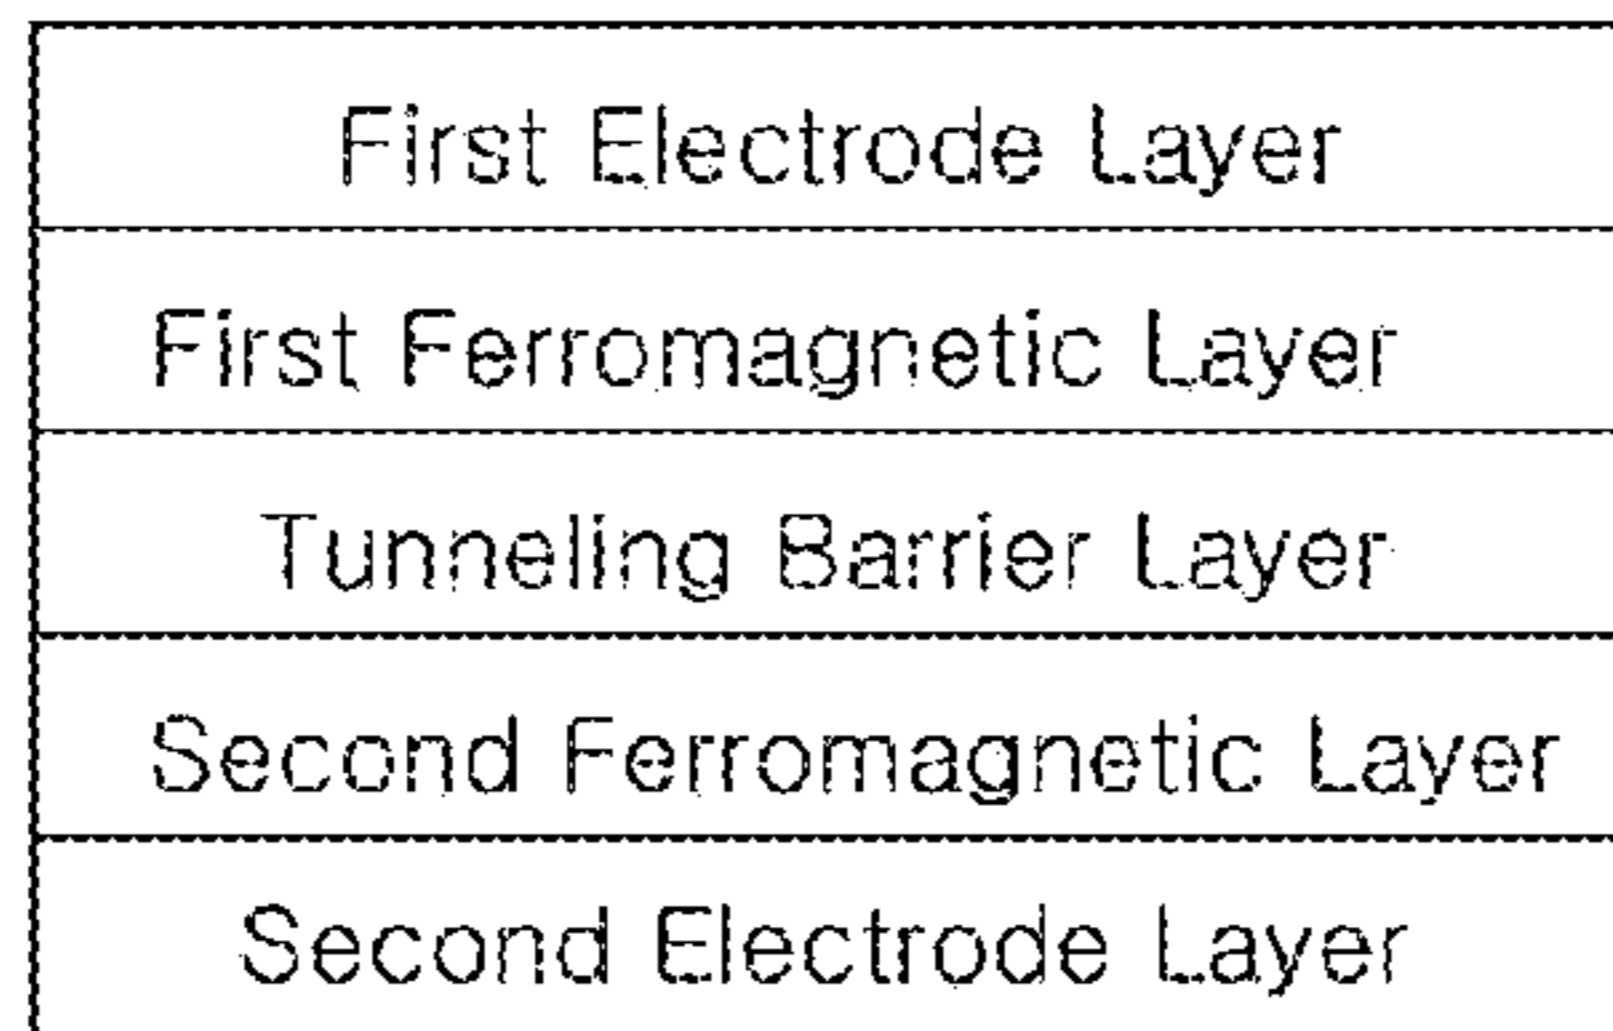 First Electrode Layer
First Ferromagnetic Layer
Tunneling Barrier Layer
Second Ferromagnetic Layer
Second Electrode Layer